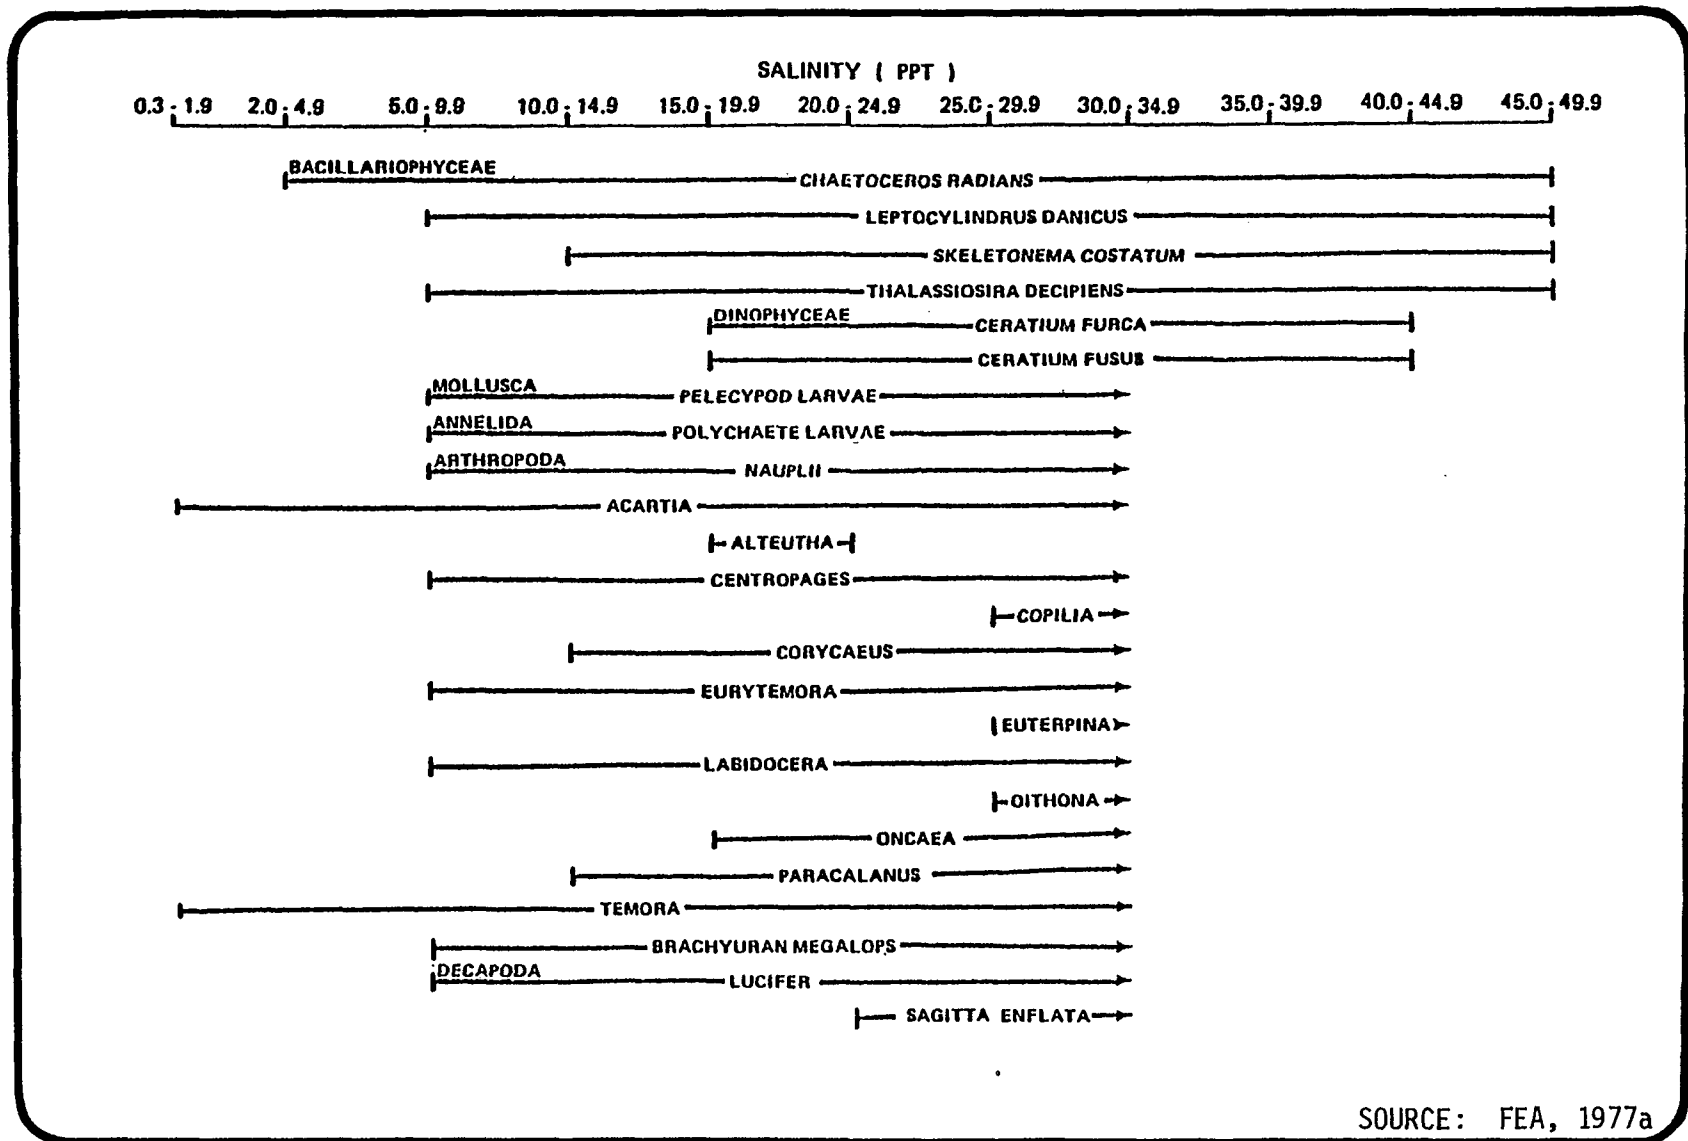 SALINITY ( PPT )
0.3 - 1.9 2.0 - 4.9 5.0 - 9.9 10.0 - 14.9 15.0 - 19.9 20.0 - 24.9 25.0 - 29.9 30.0 - 34.9 35.0 - 39.9 40.0 - 44.9 45.0 - 49.9
BACILLARIOPHYCEAE
CHAETOCEROS RADIANS
LEPTOCYLINDRUS DANICUS
SKELETONEMA COSTATUM
THALASSIOSIRA DECIPIENS
DINOPHYCEAE
CERATIUM FURCA
CERATIUM FUSUS
MOLLUSCA
PELECYPOD LARVAE
ANNELIDA
POLYCHAETE LARVAE
ARTHROPODA
NAUPLII
ACARTIA
ALTEUTHA
CENTROPAGES
COPILIA
CORYCAEUS
EURYTEMORA
EUTERPINA
LABIDOCERA
OITHONA
ONCAEA
PARACALANUS
TEMORA
BRACHYURAN MEGALOPS
DECAPODA
LUCIFER
SAGITTA ENFLATA
SOURCE: FEA, 1977a